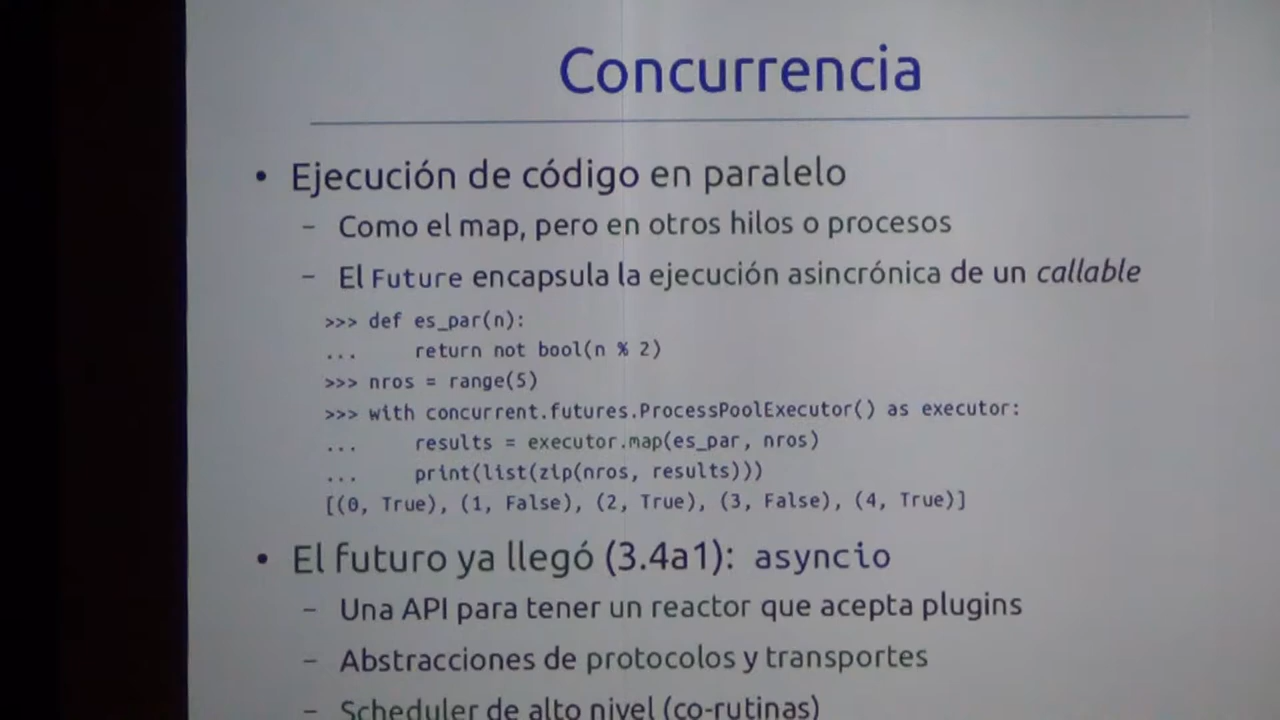 Concurrencia
• Ejecución de código en paralelo
– Como el map, pero en otros hilos o procesos
– El Future encapsula la ejecución asincrónica de un callable
>>> def es_par(n):
...     return not bool(n % 2)
>>> nros = range(5)
>>> with concurrent.futures.ProcessPoolExecutor() as executor:
...     results = executor.map(es_par, nros)
...     print(list(zip(nros, results)))
[(0, True), (1, False), (2, True), (3, False), (4, True)]
• El futuro ya llegó (3.4a1): asyncio
– Una API para tener un reactor que acepta plugins
– Abstracciones de protocolos y transportes
– Scheduler de alto nivel (co-rutinas)